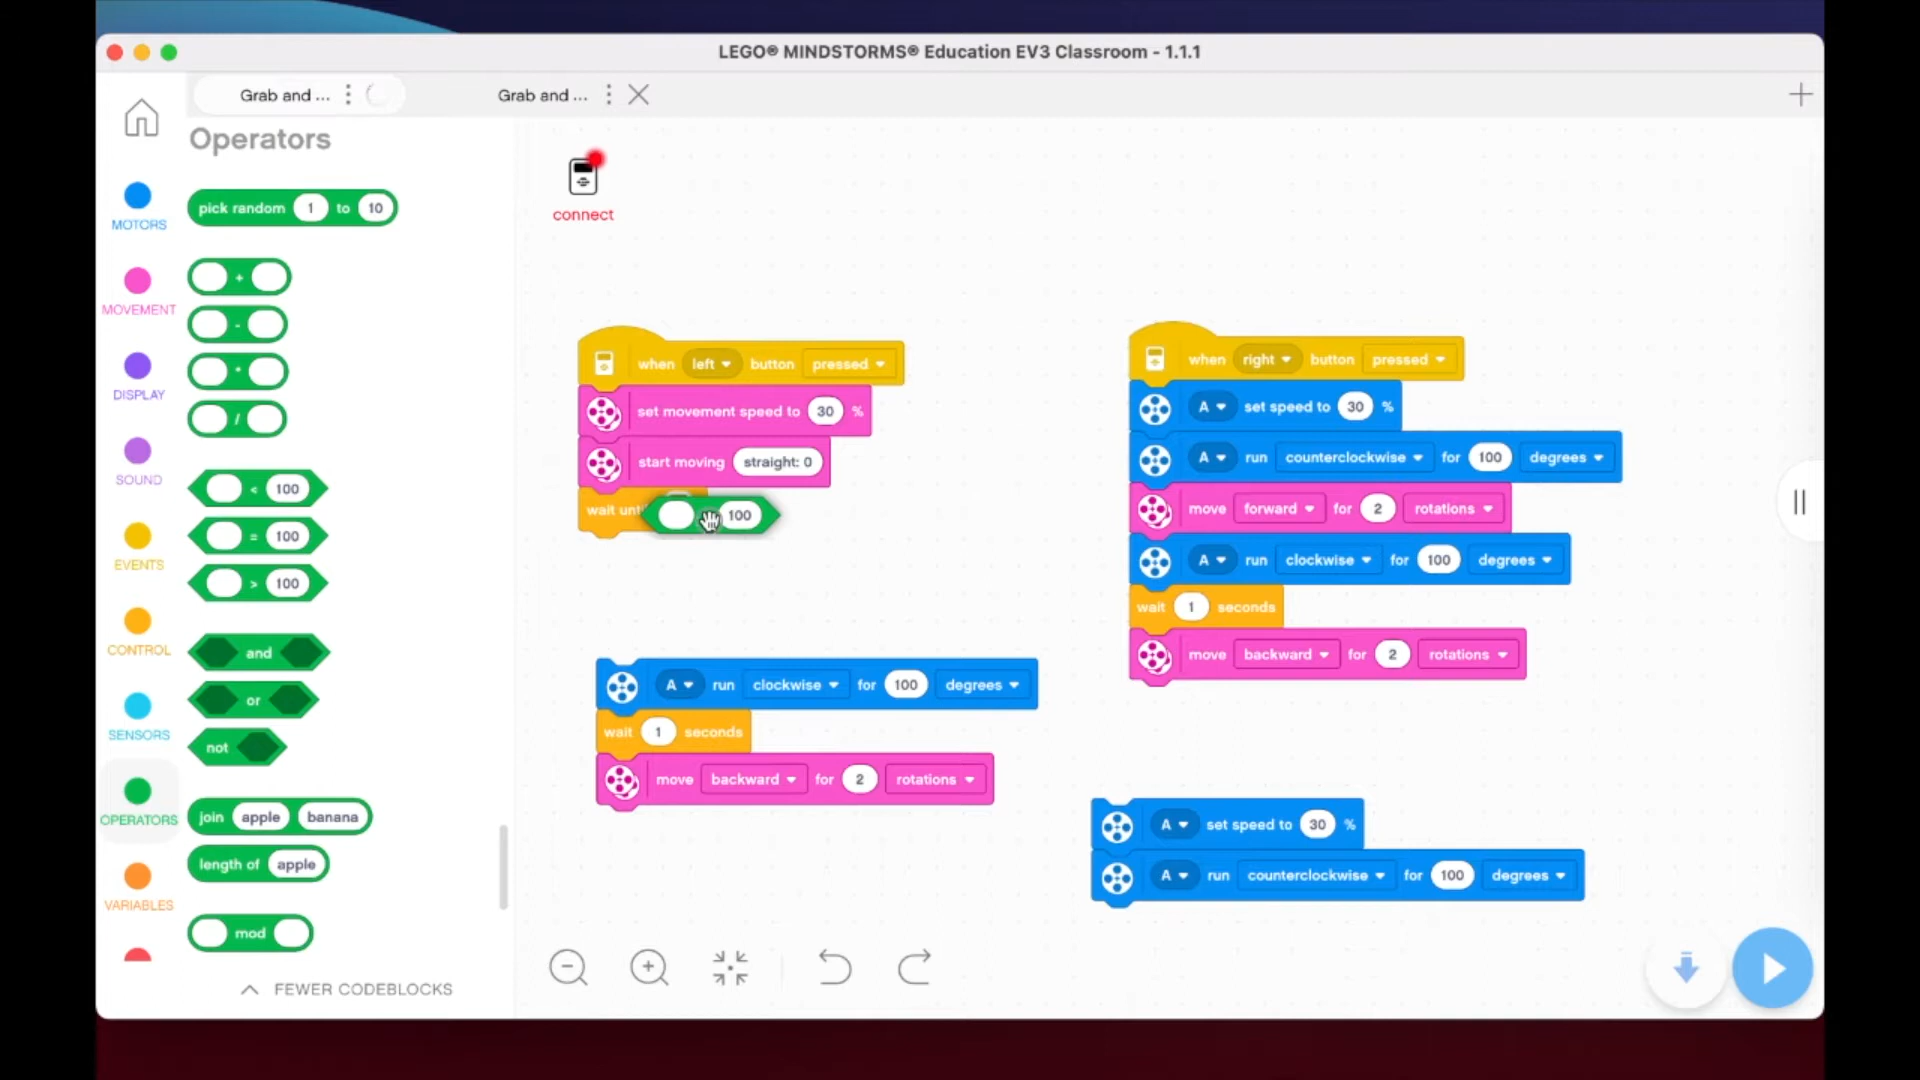 LEGO® MINDSTORMS® Education EV3 Classroom - 1.1.1
Grab and ...
Grab and ...
MOTORS
MOVEMENT
DISPLAY
SOUND
EVENTS
CONTROL
SENSORS
OPERATORS
VARIABLES
Operators
pick random 1 to 10
+
-
*
/
< 100
= 100
> 100
and
or
not
join apple banana
length of apple
mod
FEWER CODEBLOCKS
connect
when left button pressed
set movement speed to 30 %
start moving straight: 0
wait 100
A run clockwise for 100 degrees
wait 1 seconds
move backward for 2 rotations
when right button pressed
A set speed to 30 %
A run counterclockwise for 100 degrees
move forward for 2 rotations
A run clockwise for 100 degrees
wait 1 seconds
move backward for 2 rotations
A set speed to 30 %
A run counterclockwise for 100 degrees